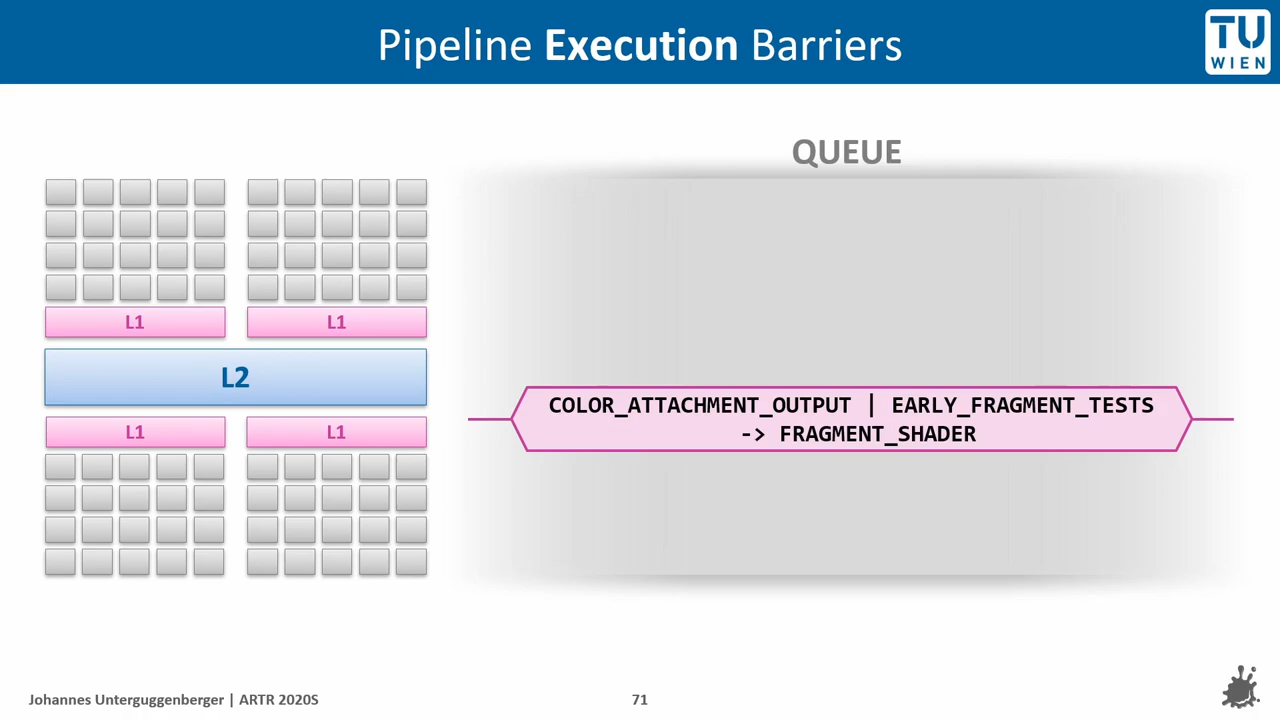 Pipeline Execution Barriers
TU
WIEN
QUEUE
L1
L1
L2
L1
L1
COLOR_ATTACHMENT_OUTPUT | EARLY_FRAGMENT_TESTS
-> FRAGMENT_SHADER
Johannes Unterguggenberger | ARTR 2020S
71